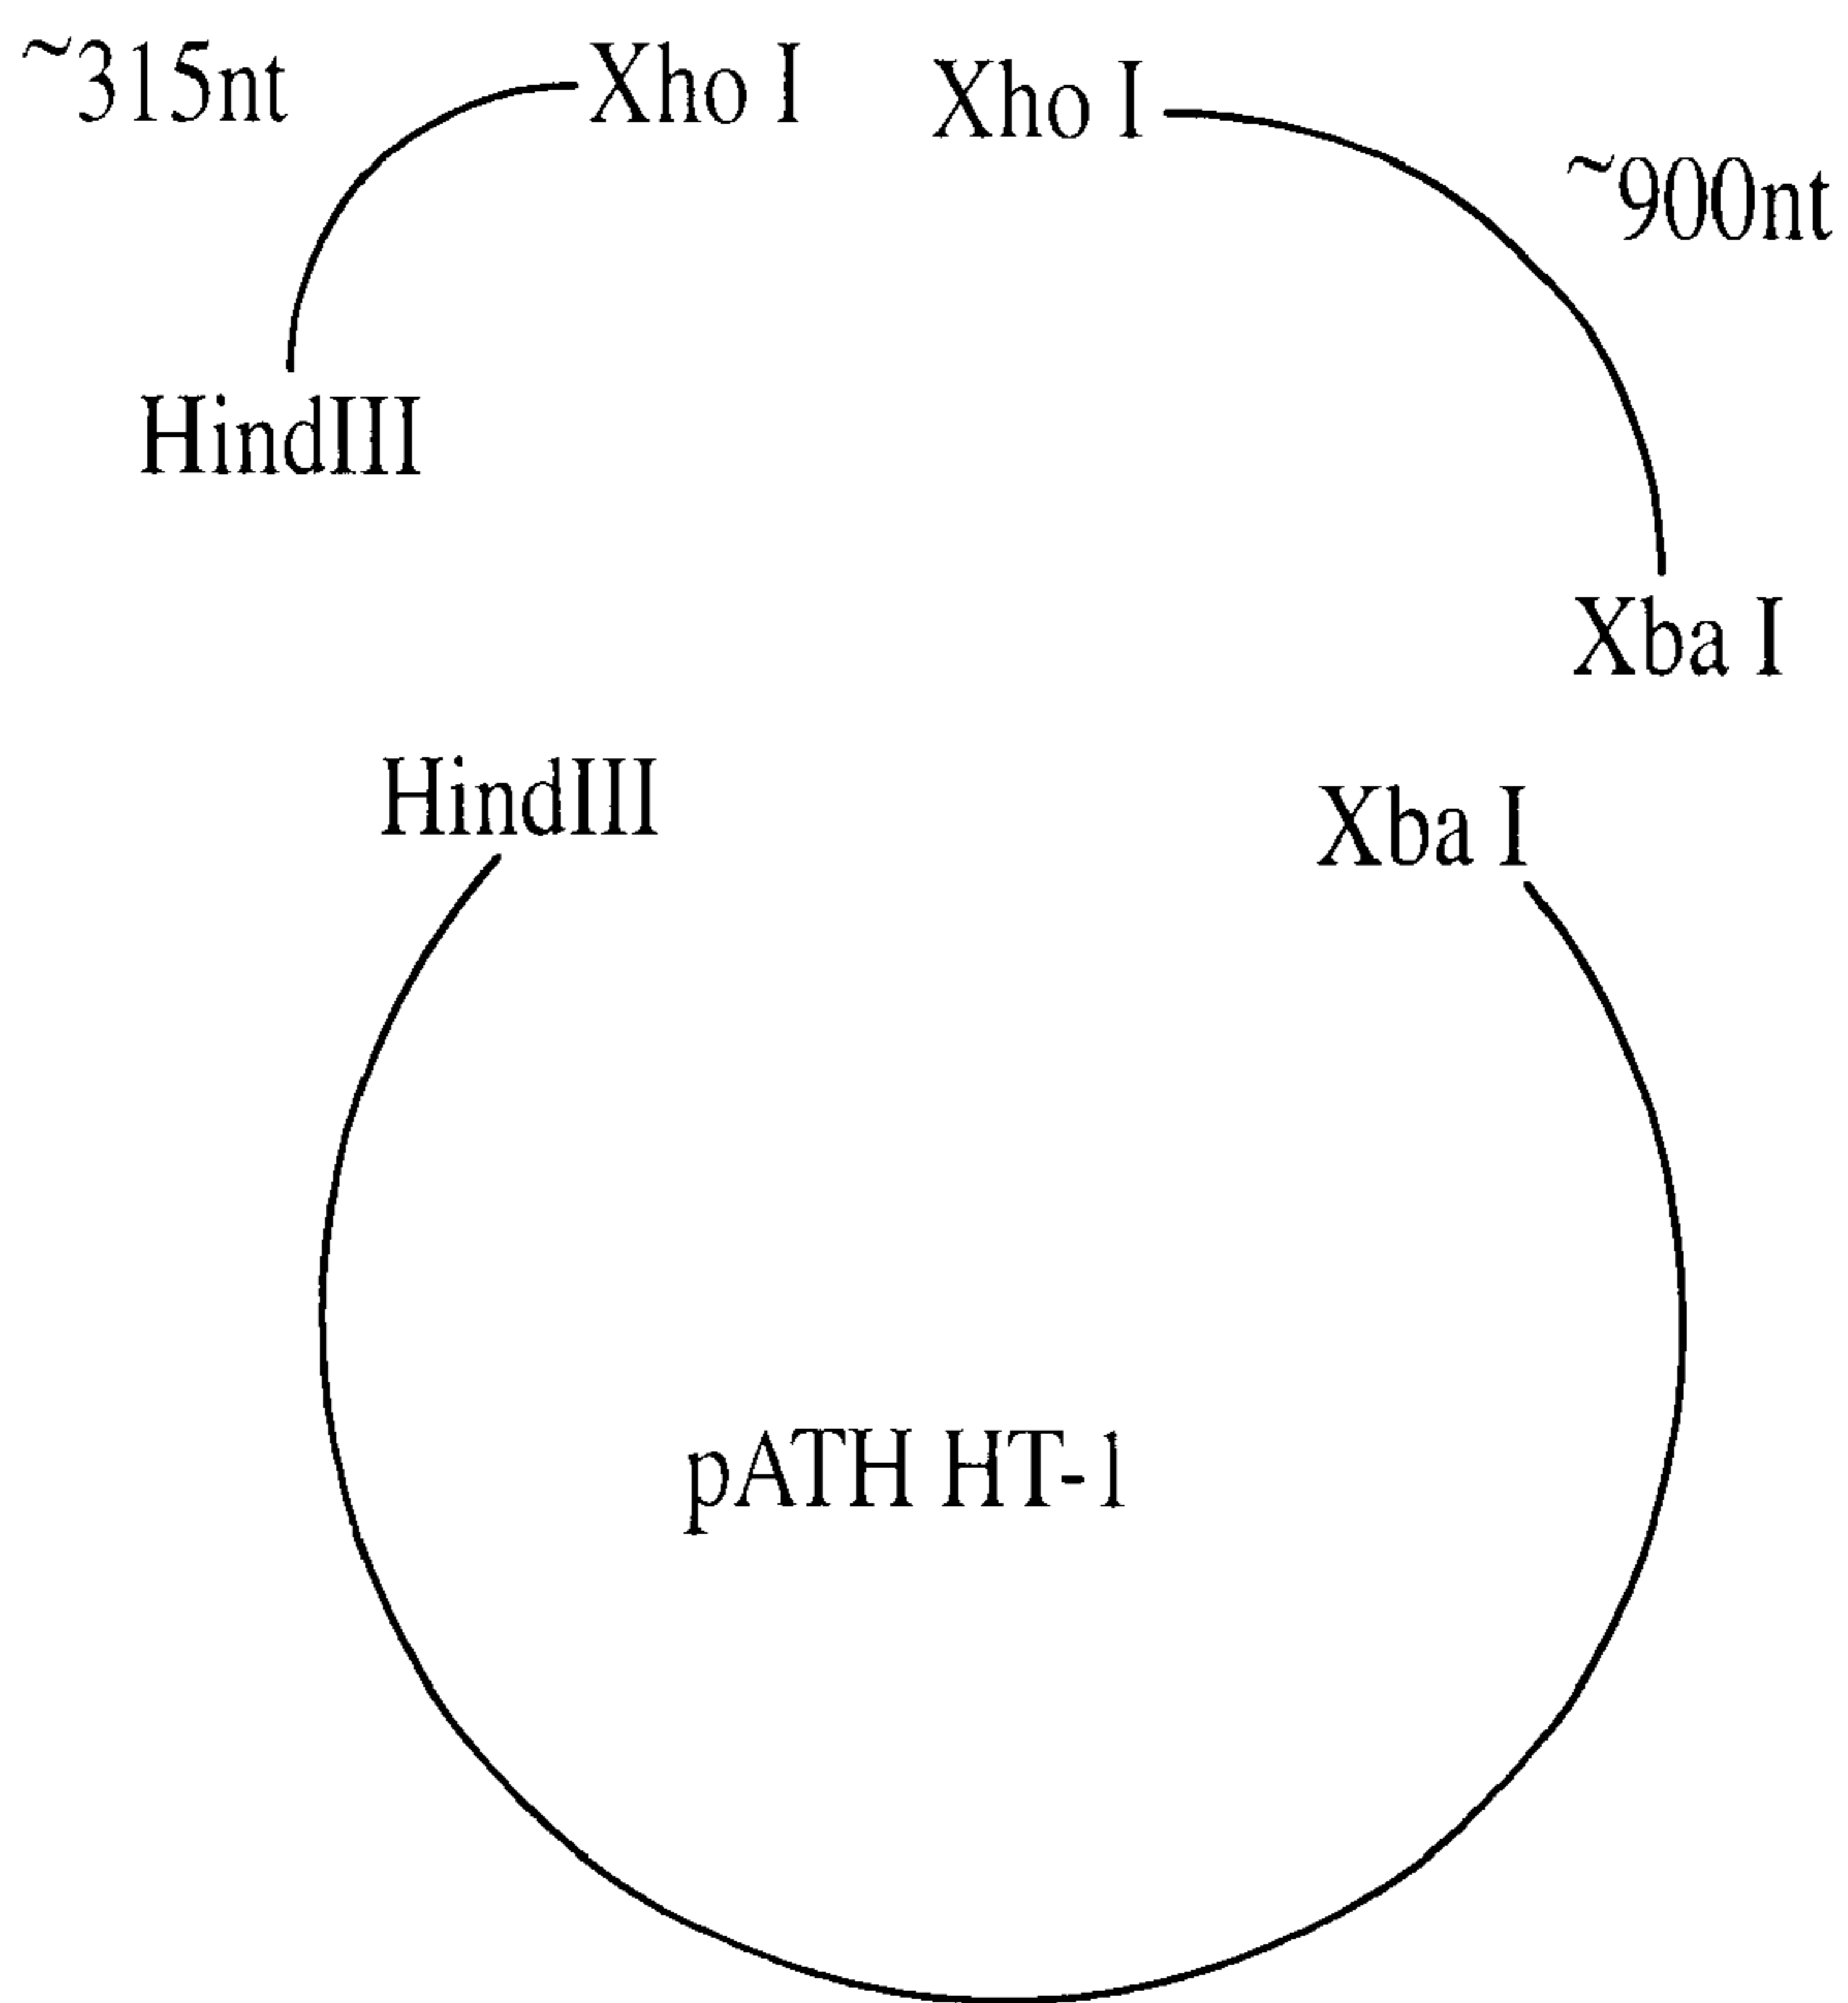 ~315nt
Xho I
Xho I
~900nt
HindIII
Xba I
HindIII
Xba I
pATH HT-1